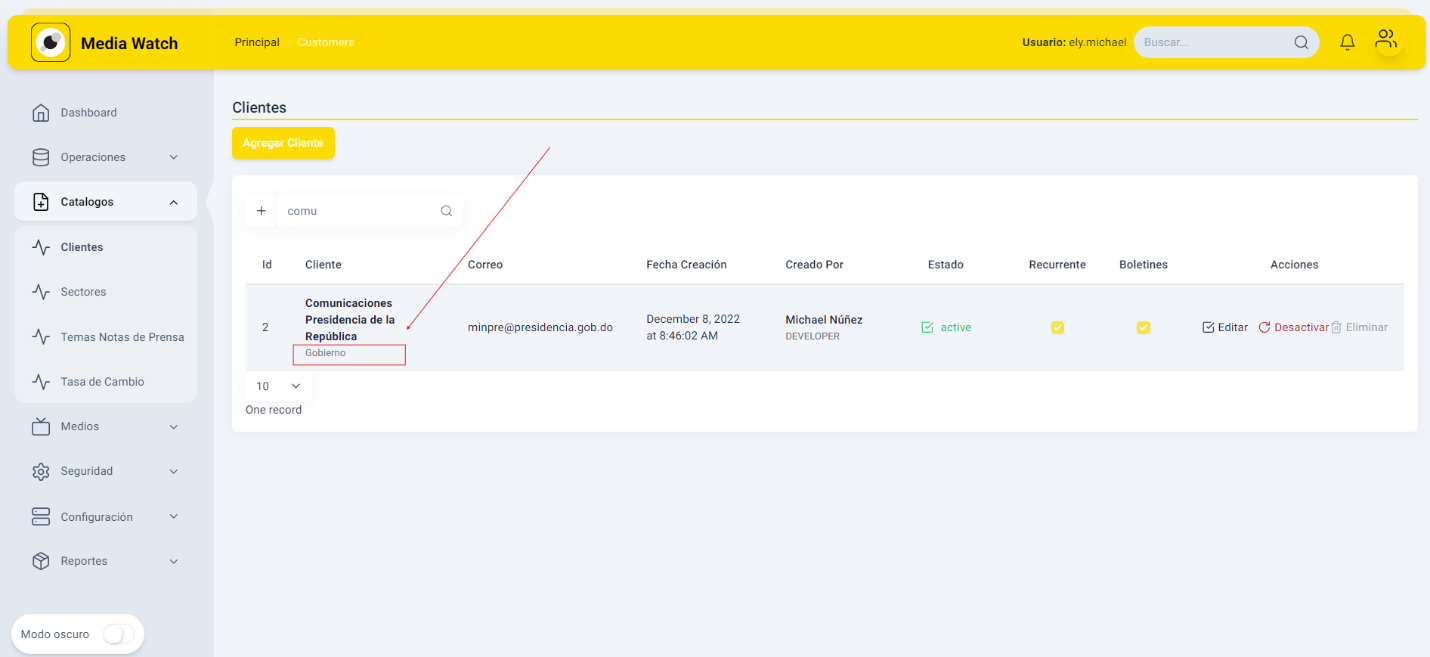 Media Watch
Principal Customers
Usuario: ely.michael
Buscar...
Dashboard
Operaciones
Catalogos
Clientes
Sectores
Temas Notas de Prensa
Tasa de Cambio
Medios
Seguridad
Configuración
Reportes
Modo oscuro
Clientes
Agregar Cliente
+ comu
Id Cliente Correo Fecha Creación Creado Por Estado Recurrente Boletines Acciones
2
Comunicaciones
Presidencia de la
República
Gobierno
minpre@presidencia.gob.do
December 8, 2022
at 8:46:02 AM
Michael Núñez
DEVELOPER
active
Editar Desactivar Eliminar
10
One record